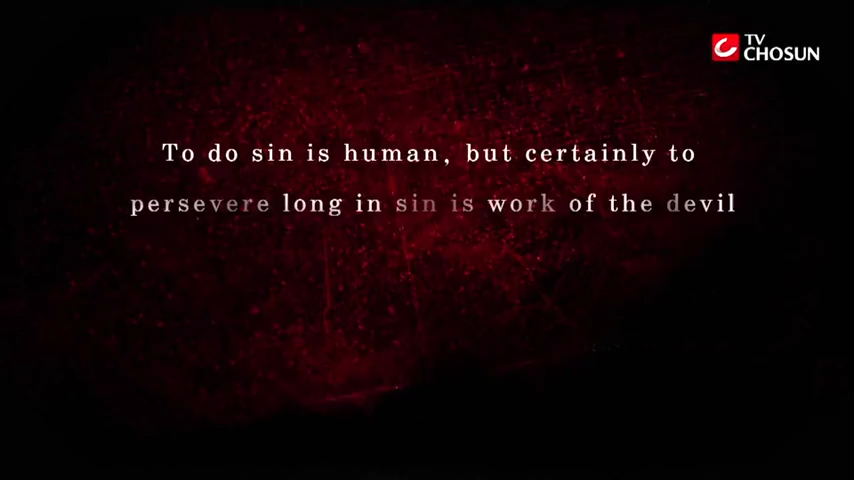 TV
CHOSUN
To do sin is human, but certainly to
persevere long in sin is work of the devil